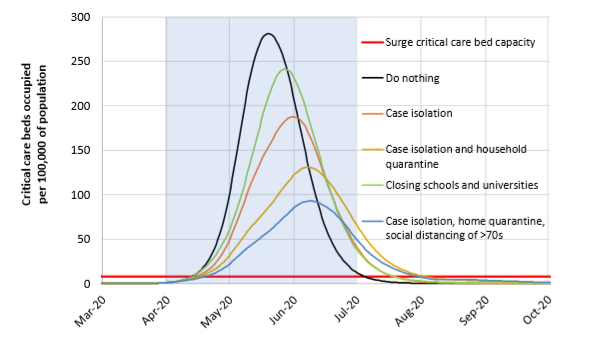 Critical care beds occupied
per 100,000 of population
300
250
200
150
100
50
0
Mar-20
Apr-20
May-20
Jun-20
Jul-20
Aug-20
Sep-20
Oct-20
Surge critical care bed capacity
Do nothing
Case isolation
Case isolation and household
quarantine
Closing schools and universities
Case isolation, home quarantine,
social distancing of >70s